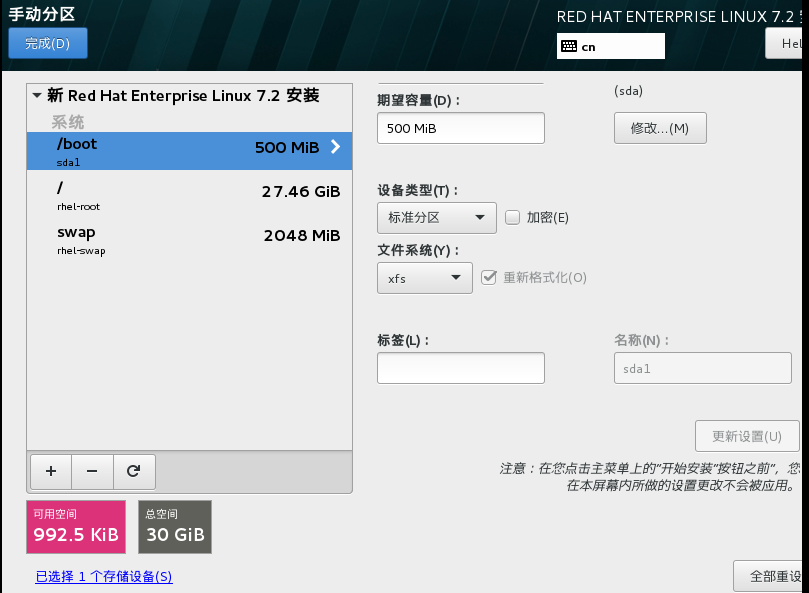 手动分区
RED HAT ENTERPRISE LINUX 7.2
完成(D)
cn
Hel
新 Red Hat Enterprise Linux 7.2 安装
系统
/boot 500 MiB
sda1
/ 27.46 GiB
rhel-root
swap 2048 MiB
rhel-swap
+ −
可用空间
992.5 KiB
总空间
30 GiB
已选择 1 个存储设备(S)
期望容量(D)：
500 MiB
(sda)
修改...(M)
设备类型(T)：
标准分区
加密(E)
文件系统(Y)：
xfs
重新格式化(O)
标签(L)：
名称(N)：
sda1
更新设置(U)
注意：在您点击主菜单上的"开始安装"按钮之前"，您
在本屏幕内所做的设置更改不会被应用。
全部重设